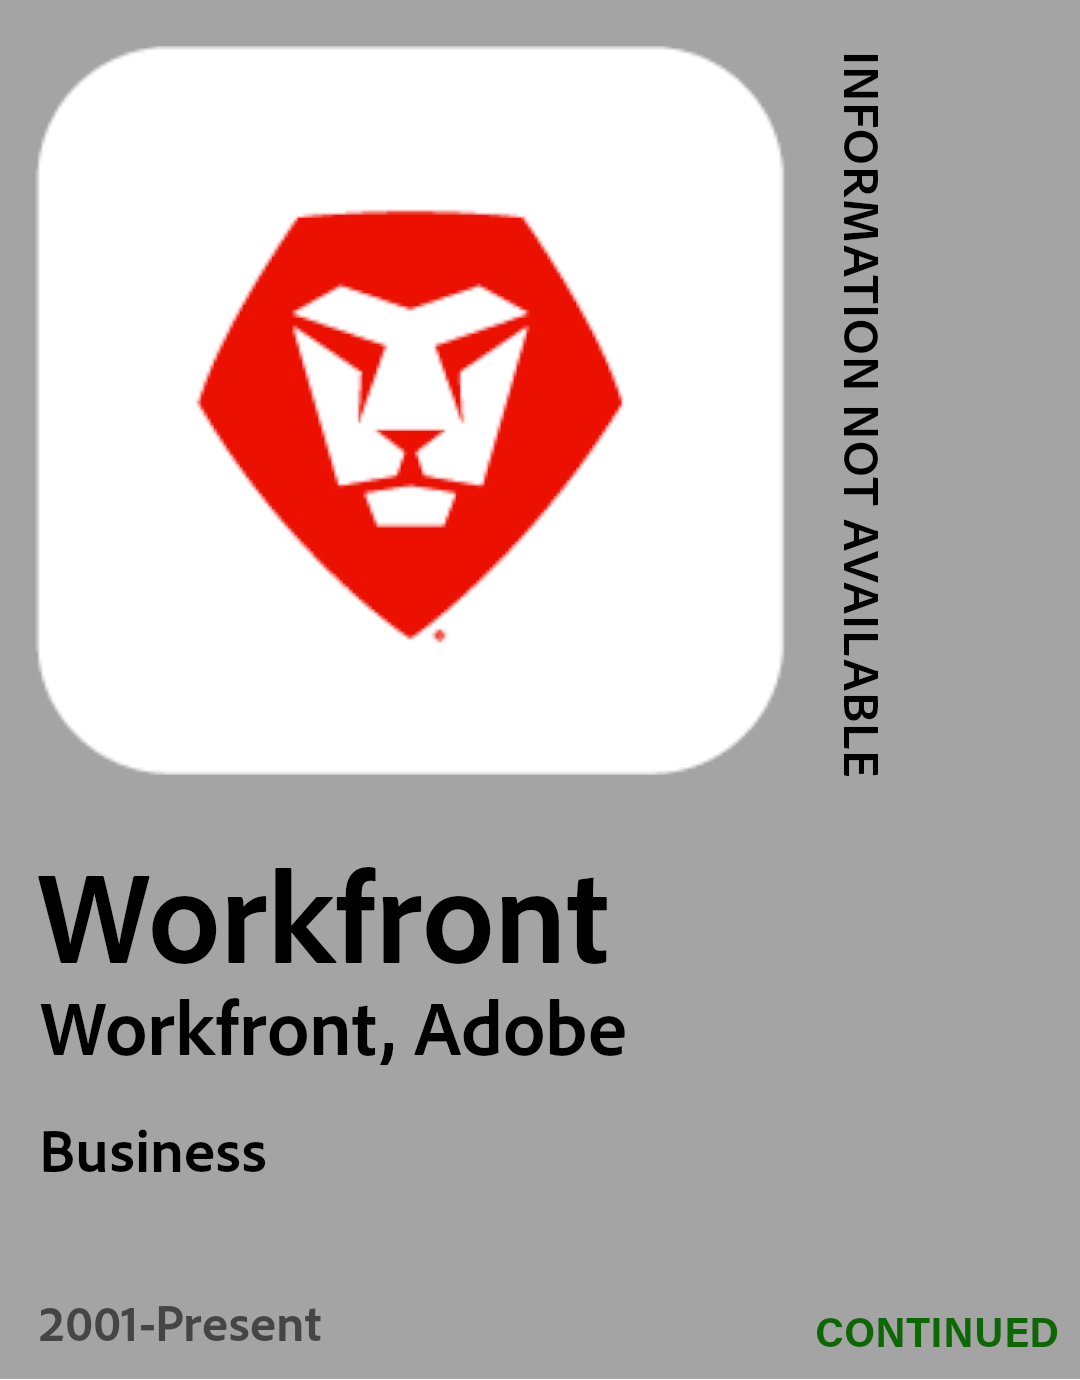 INFORMATION NOT AVAILABLE
Workfront
Workfront, Adobe
Business
2001-Present
CONTINUED